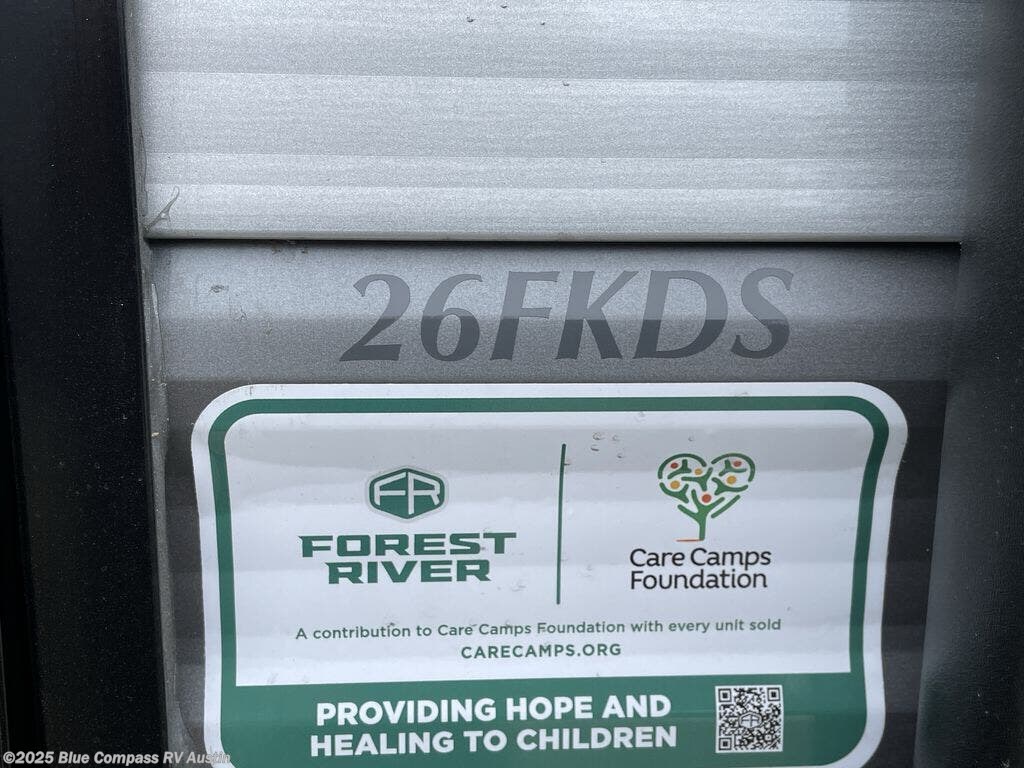 26FKDS
FR
FOREST
RIVER
Care Camps
Foundation
A contribution to Care Camps Foundation with every unit sold
CARECAMPS.ORG
PROVIDING HOPE AND
HEALING TO CHILDREN
FR
©2025 Blue Compass RV Austin